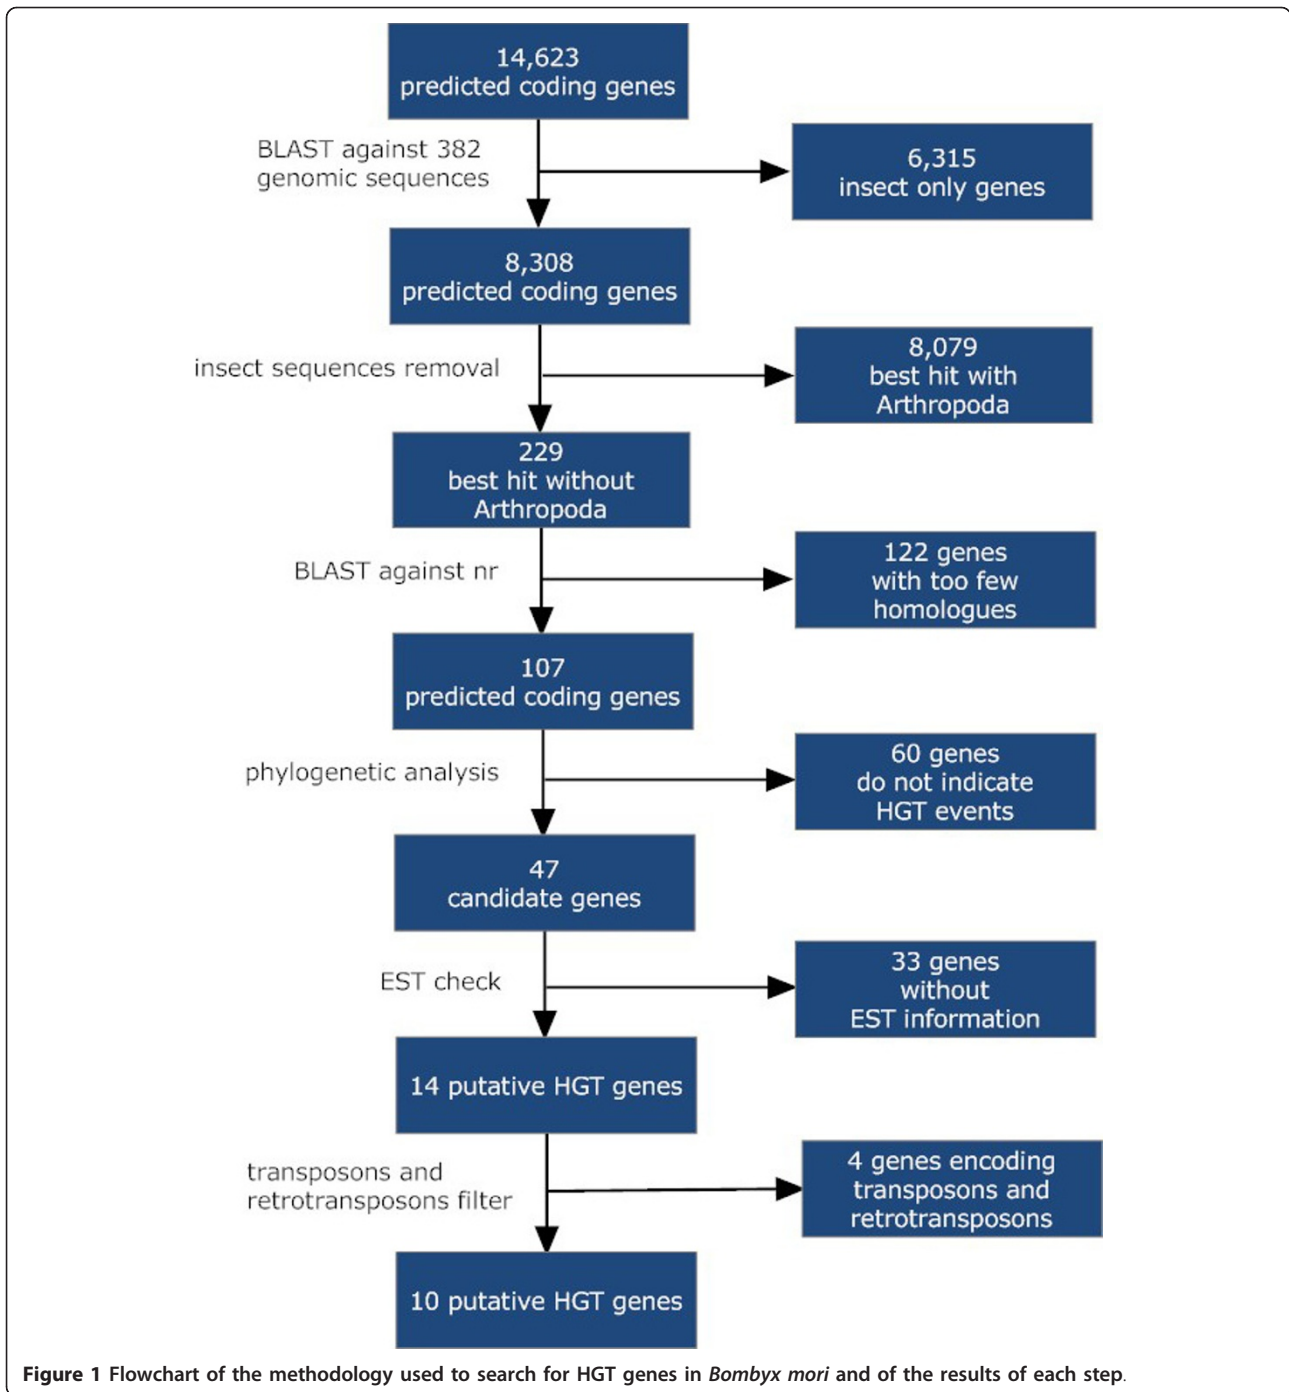 14,623
predicted coding genes
BLAST against 382
genomic sequences
6,315
insect only genes
8,308
predicted coding genes
insect sequences removal
8,079
best hit with
Arthropoda
229
best hit without
Arthropoda
BLAST against nr
122 genes
with too few
homologues
107
predicted coding genes
phylogenetic analysis
60 genes
do not indicate
HGT events
47
candidate genes
EST check
33 genes
without
EST information
14 putative HGT genes
transposons and
retrotransposons filter
4 genes encoding
transposons and
retrotransposons
10 putative HGT genes
Figure 1 Flowchart of the methodology used to search for HGT genes in Bombyx mori and of the results of each step.